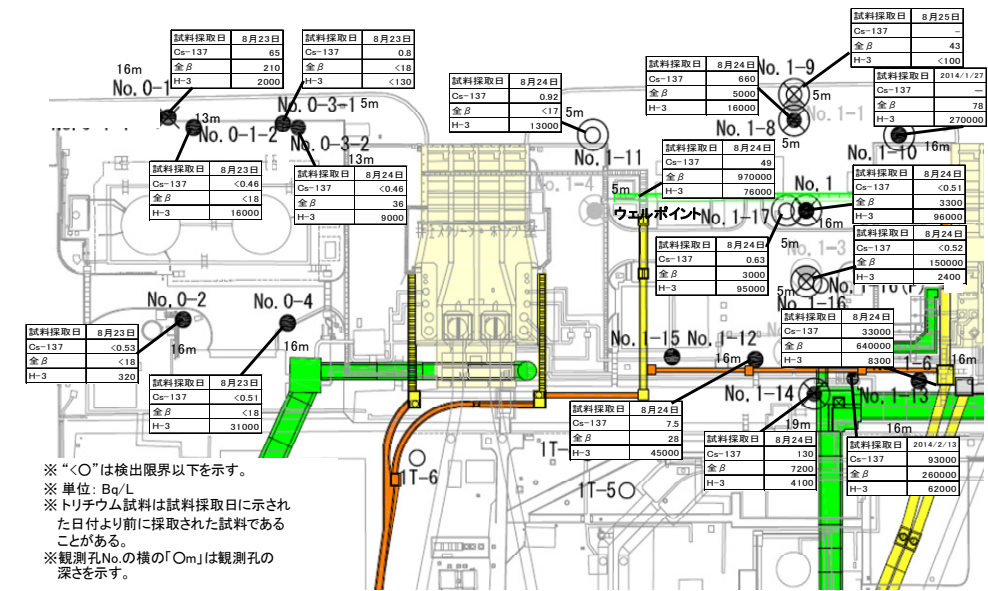 試料採取日 8月23日
Cs-137 65
全β 210
H-3 2000
試料採取日 8月23日
Cs-137 0.8
全β <18
H-3 <130
試料採取日 8月24日
Cs-137 0.92
全β <17
H-3 13000
試料採取日 8月24日
Cs-137 660
全β 5000
H-3 16000
試料採取日 8月25日
Cs-137 -
全β 43
H-3 <100
試料採取日 2014/1/27
Cs-137 -
全β 78
H-3 270000
16m
No. 0-1
No. 0-3-1 5m
13m
No. 0-1-2
No. 0-3-2
13m
5m
No. 1-11
No. 1-9
5m
No. 1-1
No. 1-8
5m
No. 1-10
16m
試料採取日 8月23日
Cs-137 <0.46
全β <18
H-3 16000
試料採取日 8月24日
Cs-137 <0.46
全β 36
H-3 9000
試料採取日 8月24日
Cs-137 49
全β 970000
H-3 76000
試料採取日 8月24日
Cs-137 <0.51
全β 3300
H-3 96000
No. 1-4
5m
ウェルポイント
No. 1-17
No. 1
16m
5m
No. 1-3
試料採取日 8月24日
Cs-137 0.63
全β 3000
H-3 95000
試料採取日 8月24日
Cs-137 <0.52
全β 150000
H-3 2400
5m
No. 1-16
No. 0-2
16m
No. 0-4
16m
試料採取日 8月23日
Cs-137 <0.53
全β <18
H-3 320
試料採取日 8月23日
Cs-137 <0.51
全β <18
H-3 31000
試料採取日 8月24日
Cs-137 33000
全β 640000
H-3 8300
No. 1-15
No. 1-12
16m
1-6
16m
No. 1-14
19m
No. 1-13
16m
試料採取日 8月24日
Cs-137 7.5
全β 28
H-3 45000
試料採取日 8月24日
Cs-137 130
全β 7200
H-3 4100
試料採取日 2014/2/13
Cs-137 93000
全β 260000
H-3 62000
1T-6
1T-
1T-5
※ “<○”は検出限界以下を示す。
※ 単位: Bq/L
※ トリチウム試料は試料採取日に示され
た日付より前に採取された試料である
ことがある。
※観測孔No.の横の「○m」は観測孔の
深さを示す。